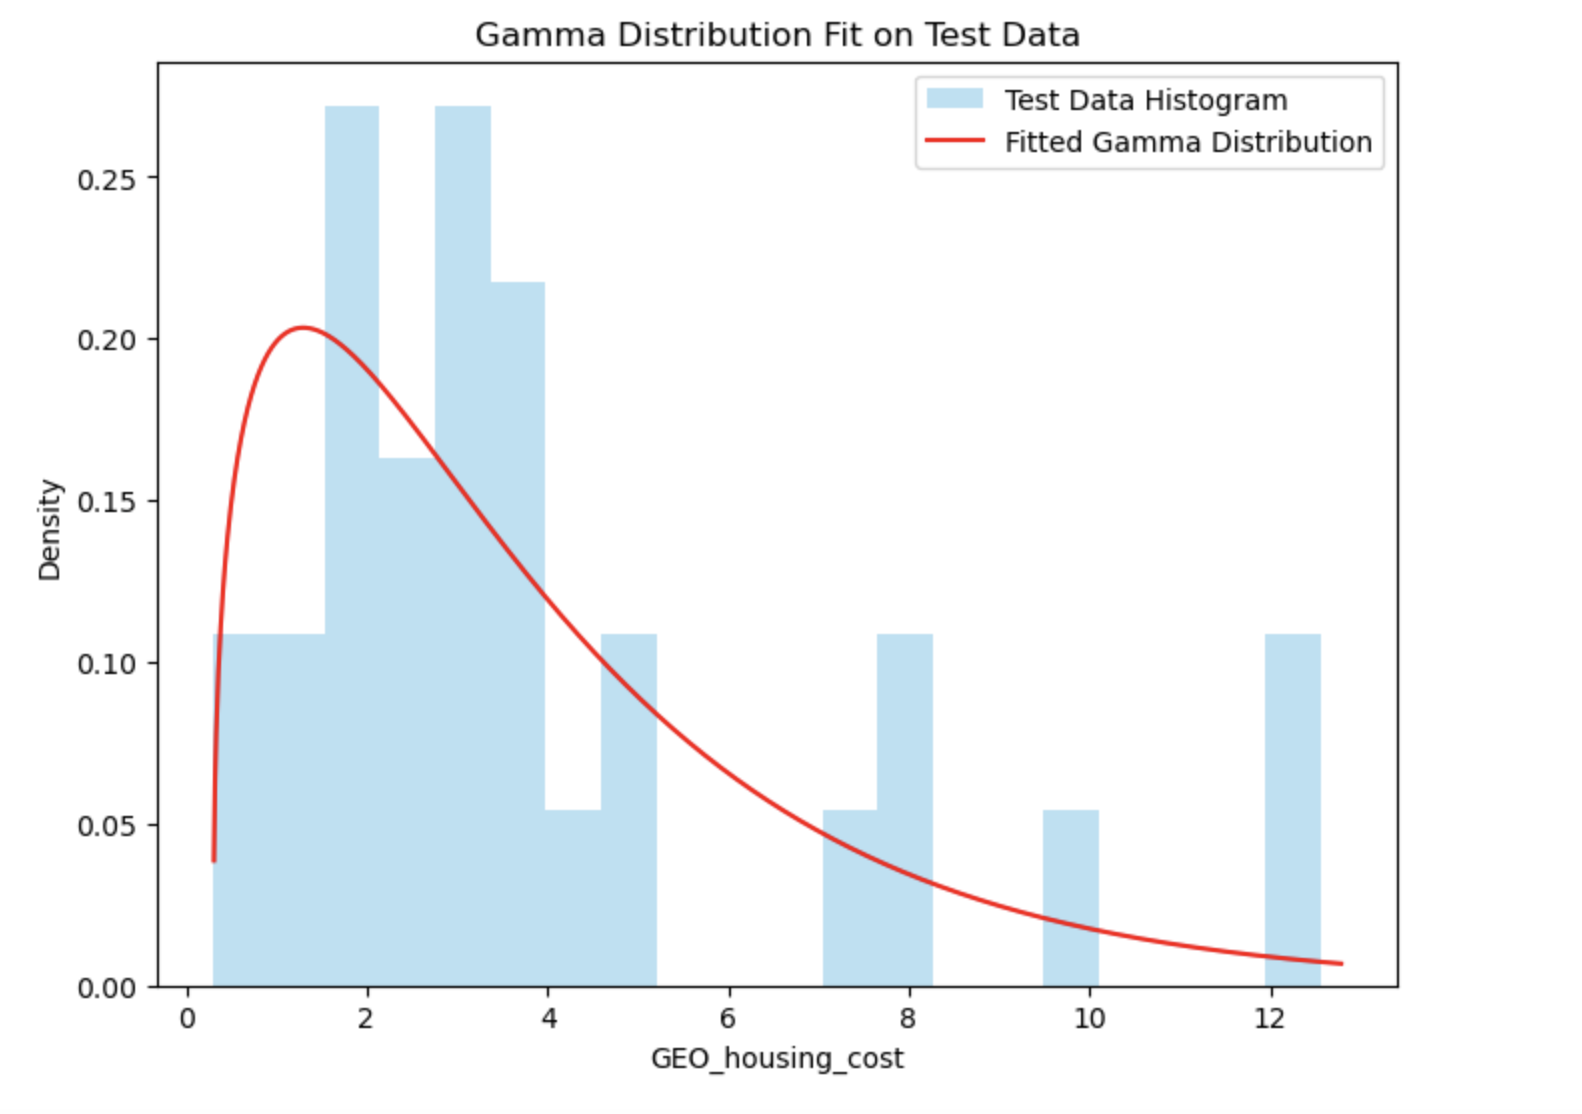 Gamma Distribution Fit on Test Data
Test Data Histogram
Fitted Gamma Distribution
0.25
0.20
0.15
0.10
0.05
0.00
Density
0 2 4 6 8 10 12
GEO_housing_cost